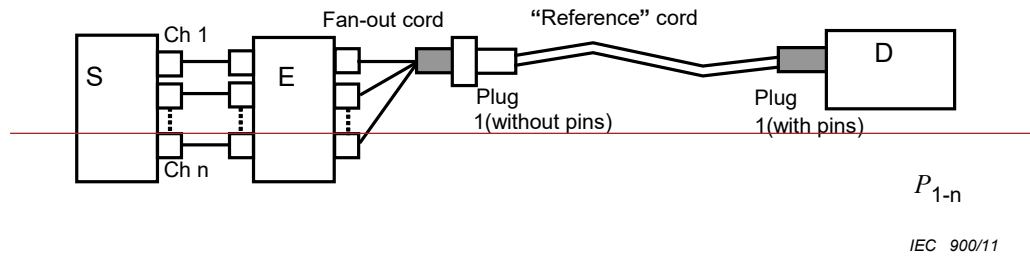 Fan-out cord
“Reference” cord
Ch 1
S
E
D
Plug
1(without pins)
Plug
1(with pins)
Ch n
P1-n
IEC 900/11